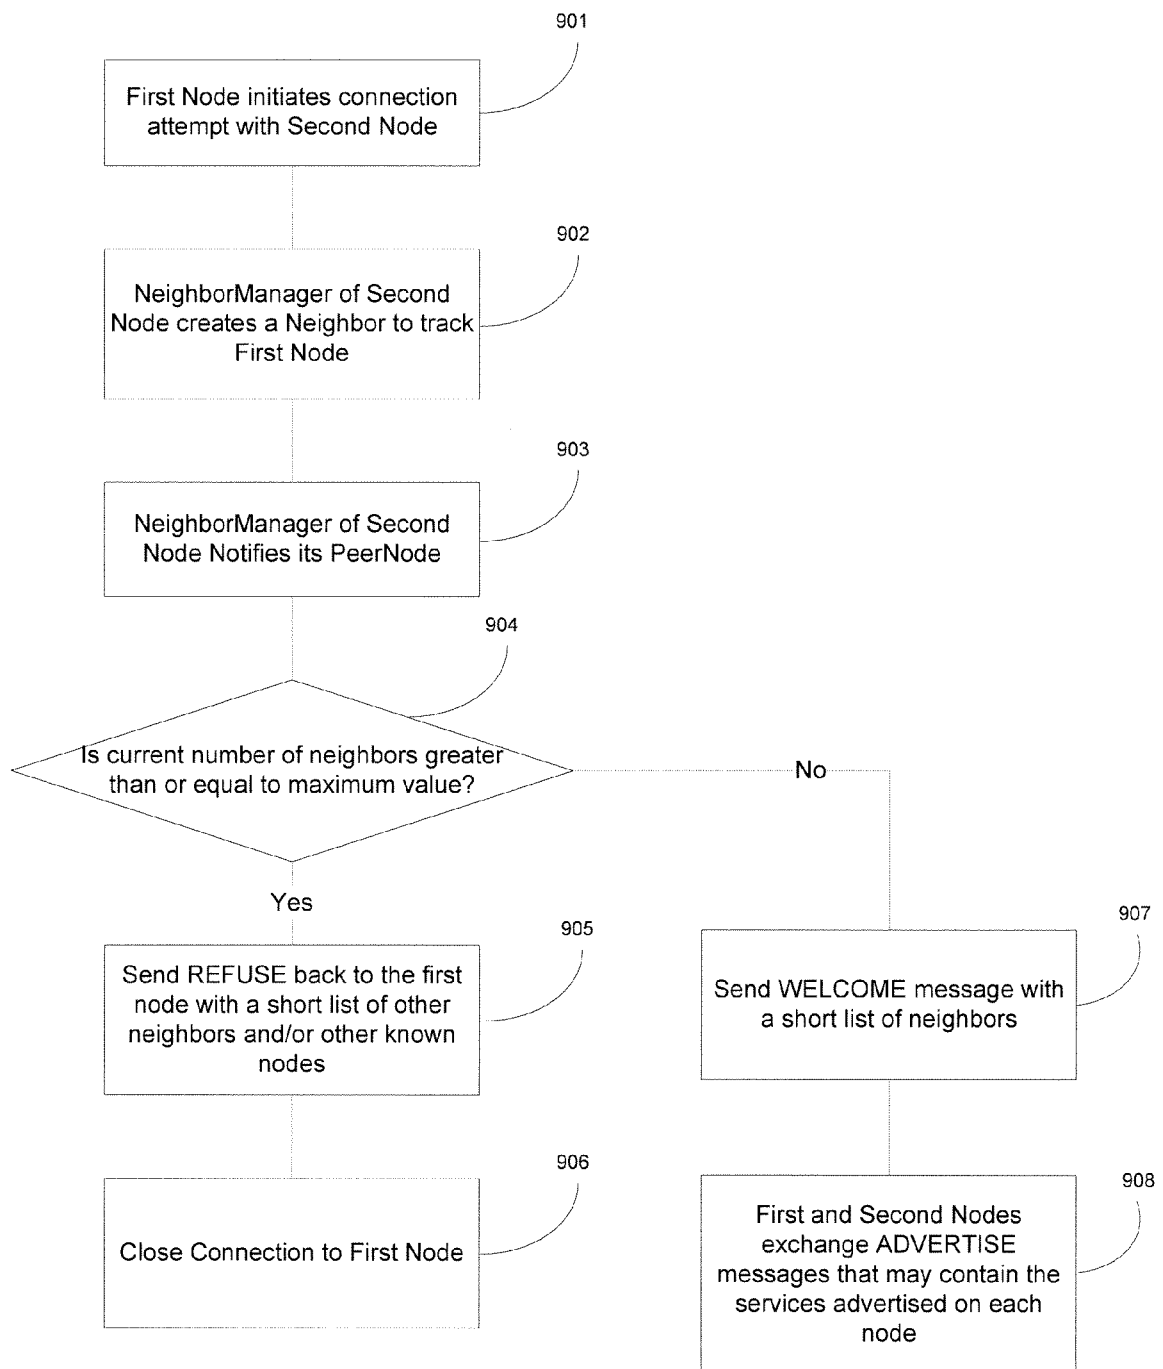 901
First Node initiates connection
attempt with Second Node
902
NeighborManager of Second
Node creates a Neighbor to track
First Node
903
NeighborManager of Second
Node Notifies its PeerNode
904
Is current number of neighbors greater
than or equal to maximum value?
No
Yes
905
Send REFUSE back to the first
node with a short list of other
neighbors and/or other known
nodes
907
Send WELCOME message with
a short list of neighbors
906
Close Connection to First Node
908
First and Second Nodes
exchange ADVERTISE
messages that may contain the
services advertised on each
node